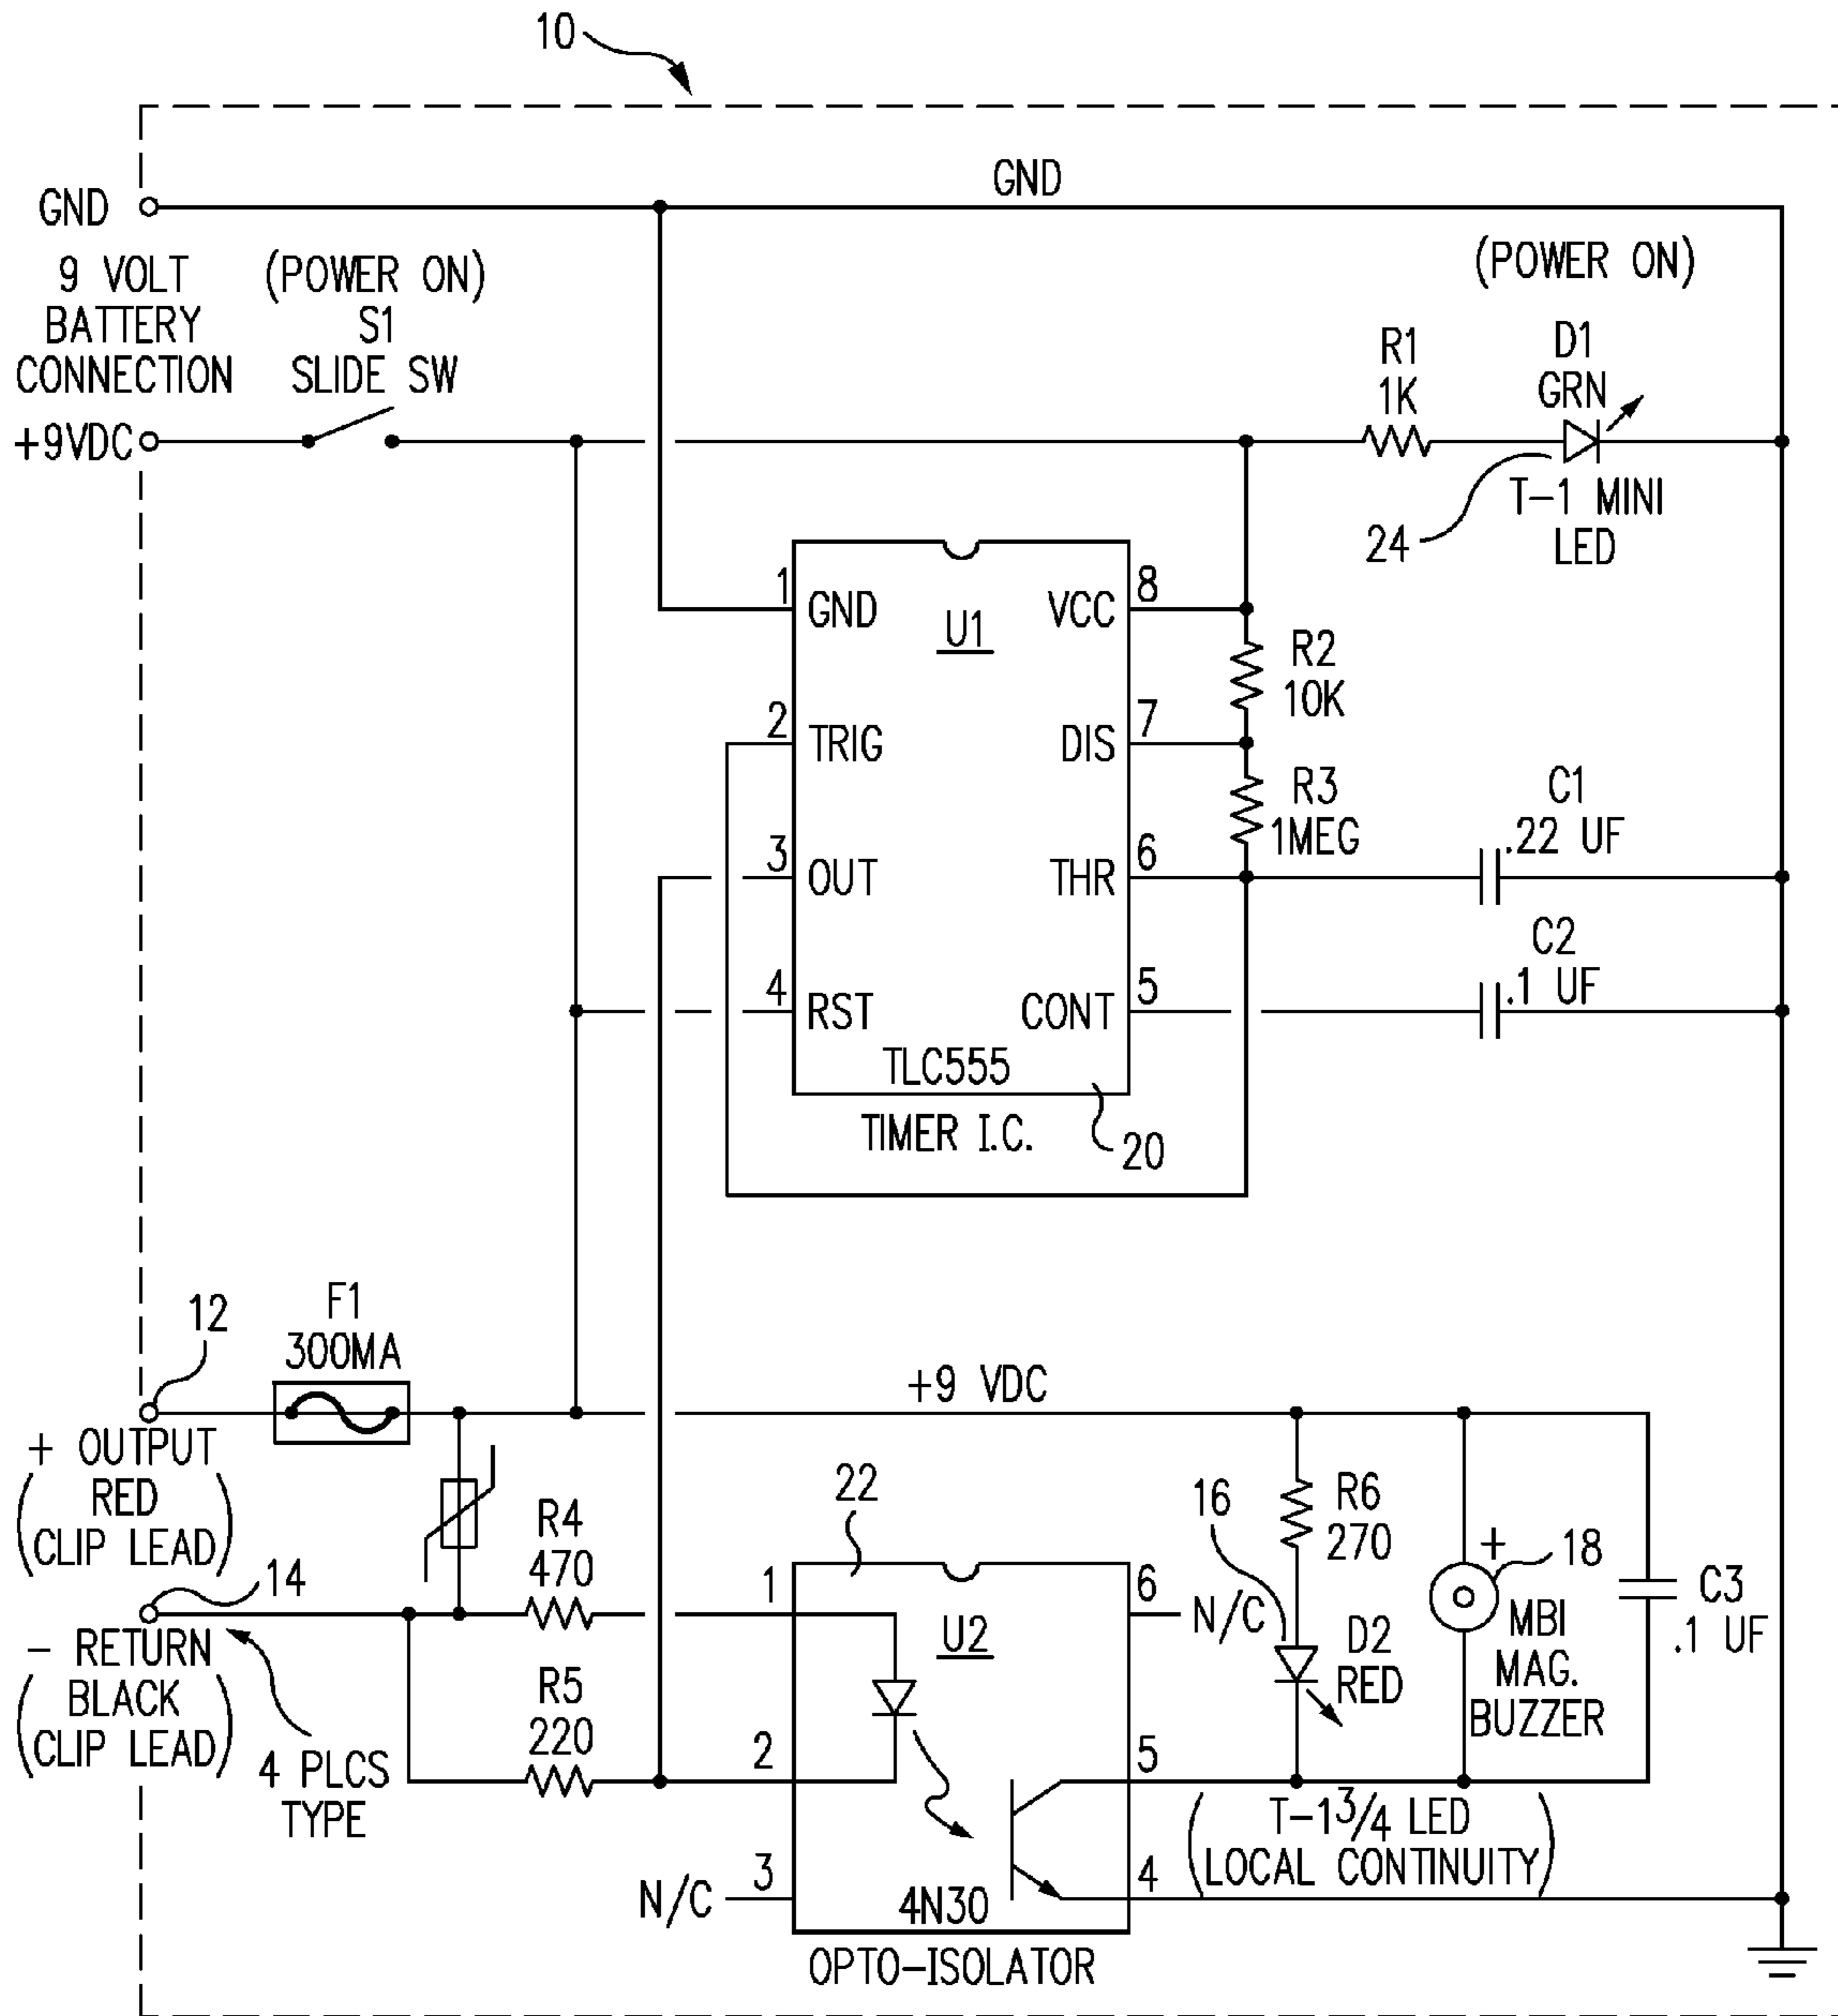 10
GND
GND
9 VOLT
BATTERY
CONNECTION
+9VDC
(POWER ON)
S1
SLIDE SW
(POWER ON)
R1
1K
D1
GRN
T-1 MINI
LED
24
1
GND
U1
VCC
8
R2
10K
2
TRIG
DIS
7
R3
1MEG
C1
.22 UF
3
OUT
THR
6
C2
.1 UF
4
RST
CONT
5
TLC555
TIMER I.C.
20
12
F1
300MA
+9 VDC
+ OUTPUT
(RED
CLIP LEAD)
14
- RETURN
(BLACK
CLIP LEAD)
4 PLCS
TYPE
R4
470
R5
220
22
1
U2
6
N/C
2
5
N/C
3
4N30
4
OPTO-ISOLATOR
16
R6
270
D2
RED
+
18
MBI
MAG.
BUZZER
C3
.1 UF
(T-1 3/4 LED
LOCAL CONTINUITY)